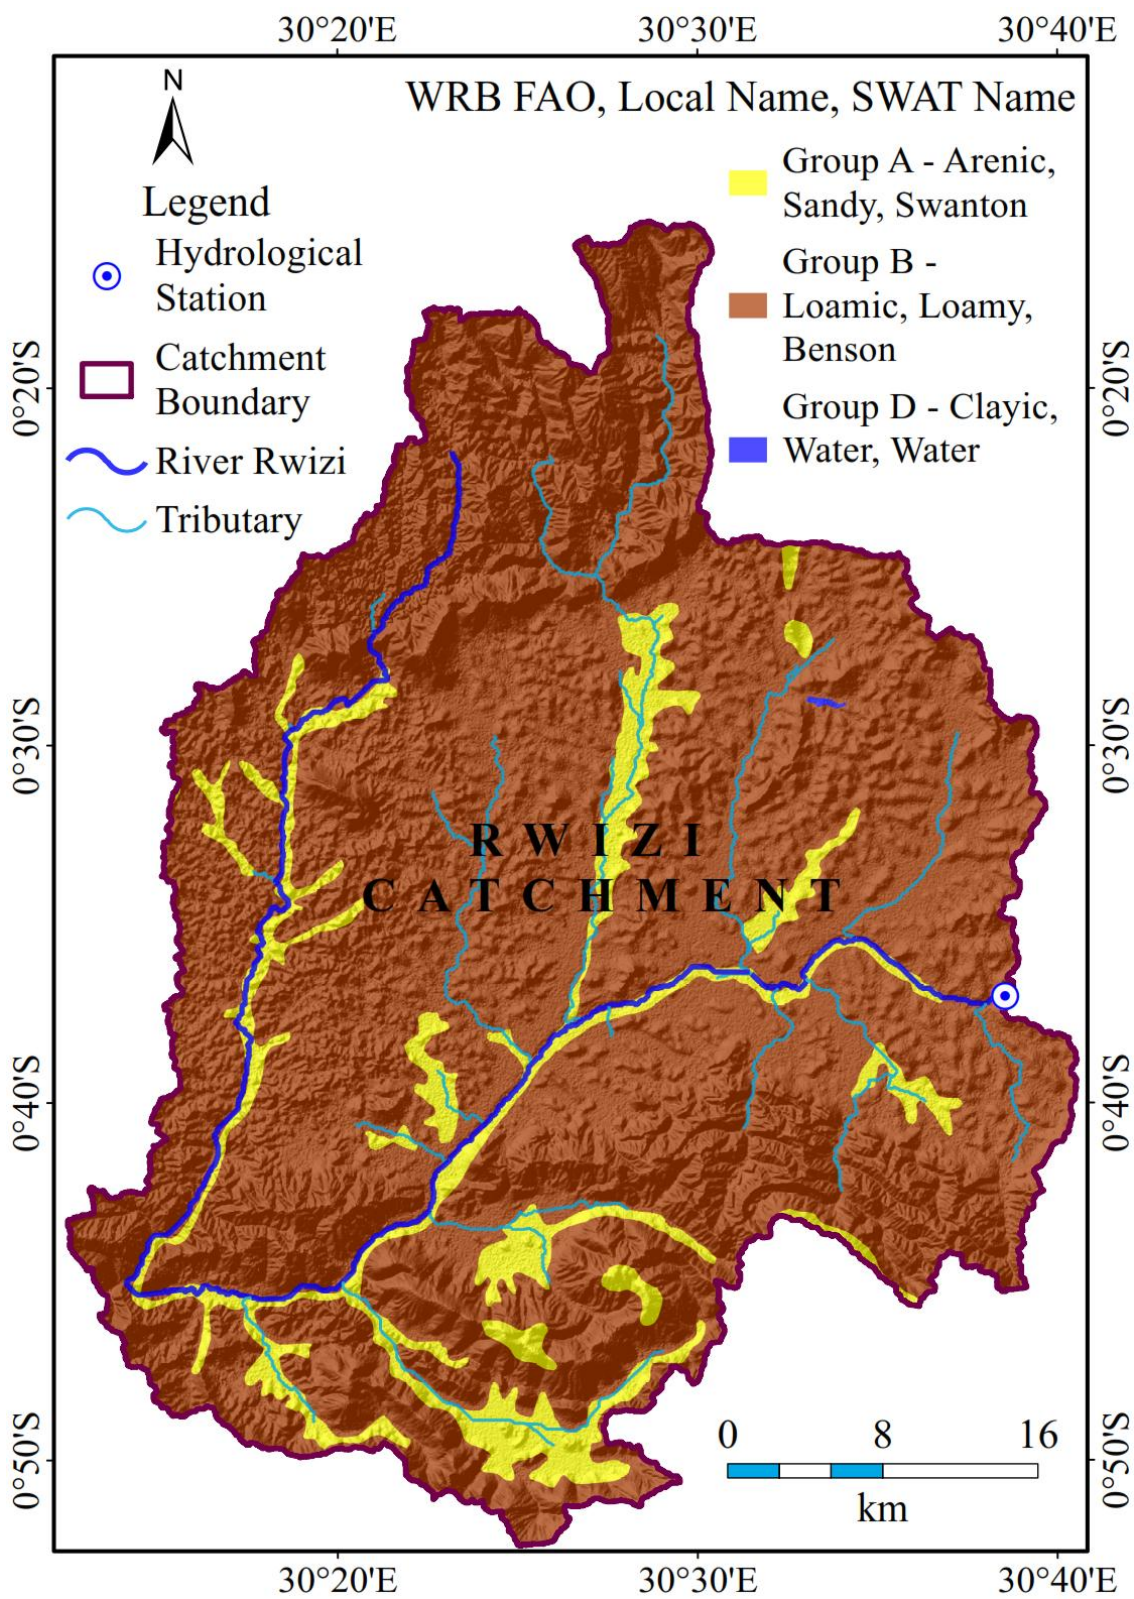 30°20'E 30°30'E 30°40'E
N
WRB FAO, Local Name, SWAT Name
Legend
Hydrological
Station
Catchment
Boundary
River Rwizi
Tributary
Group A - Arenic,
Sandy, Swanton
Group B -
Loamic, Loamy,
Benson
Group D - Clayic,
Water, Water
0°20'S
0°30'S
0°40'S
0°50'S
0°20'S
0°30'S
0°40'S
0°50'S
RWIZI
CATCHMENT
0 8 16
km
30°20'E 30°30'E 30°40'E